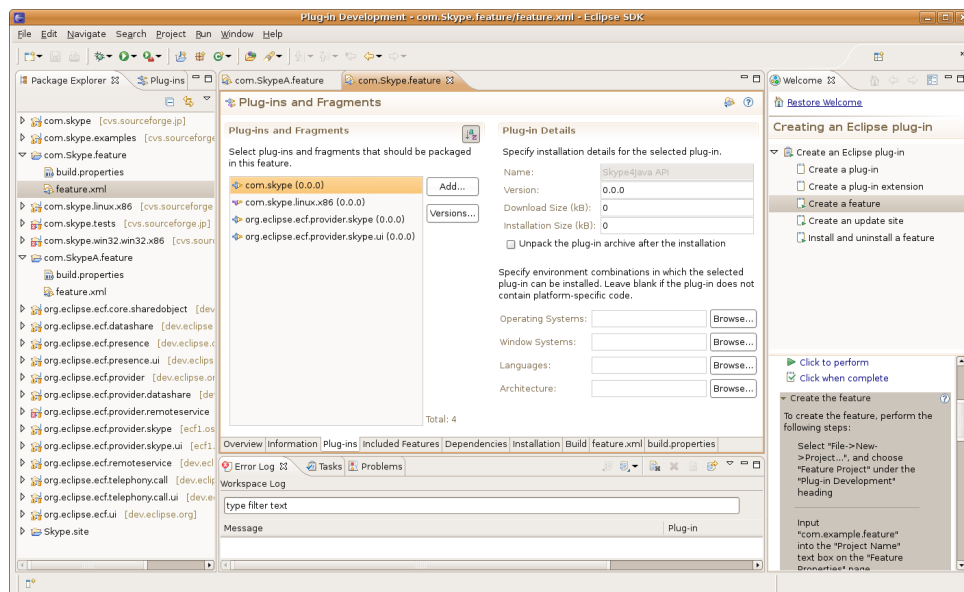 Plug-in Development - com.Skype.feature/feature.xml - Eclipse SDK
File Edit Navigate Search Project Run Window Help
Package Explorer
Plug-ins
com.skype [cvs.sourceforge.jp]
com.skype.examples [cvs.sourceforge
com.Skype.feature
build.properties
feature.xml
com.skype.linux.x86 [cvs.sourceforge
com.skype.tests [cvs.sourceforge.jp]
com.skype.win32.win32.x86 [cvs.sourc
com.SkypeA.feature
build.properties
feature.xml
org.eclipse.ecf.core.sharedobject [dev
org.eclipse.ecf.datashare [dev.eclipse
org.eclipse.ecf.presence [dev.eclipse.o
org.eclipse.ecf.presence.ui [dev.eclips
org.eclipse.ecf.provider [dev.eclipse.or
org.eclipse.ecf.provider.datashare [de
org.eclipse.ecf.provider.remoteservice
org.eclipse.ecf.provider.skype [ecf1.os
org.eclipse.ecf.provider.skype.ui [ecf1.
org.eclipse.ecf.remoteservice [dev.ecl
org.eclipse.ecf.telephony.call [dev.eclip
org.eclipse.ecf.telephony.call.ui [dev.e
org.eclipse.ecf.ui [dev.eclipse.org]
Skype.site
com.SkypeA.feature
com.Skype.feature
Plug-ins and Fragments
Plug-ins and Fragments
Select plug-ins and fragments that should be packaged
in this feature.
com.skype (0.0.0)
com.skype.linux.x86 (0.0.0)
org.eclipse.ecf.provider.skype (0.0.0)
org.eclipse.ecf.provider.skype.ui (0.0.0)
Add...
Versions...
Total: 4
Plug-in Details
Specify installation details for the selected plug-in.
Name: Skype4Java API
Version: 0.0.0
Download Size (kB): 0
Installation Size (kB): 0
Unpack the plug-in archive after the installation
Specify environment combinations in which the selected
plug-in can be installed. Leave blank if the plug-in does not
contain platform-specific code.
Operating Systems: Browse...
Window Systems: Browse...
Languages: Browse...
Architecture: Browse...
Overview Information Plug-ins Included Features Dependencies Installation Build feature.xml build.properties
Error Log Tasks Problems
Workspace Log
type filter text
Message Plug-in
Welcome
Restore Welcome
Creating an Eclipse plug-in
Create an Eclipse plug-in
Create a plug-in
Create a plug-in extension
Create a feature
Create an update site
Install and uninstall a feature
Click to perform
Click when complete
Create the feature
To create the feature, perform the
following steps:
Select "File->New-
>Project...", and choose
"Feature Project" under the
"Plug-in Development"
heading
Input
"com.example.feature"
into the "Project Name"
text box on the "Feature
Properties" page